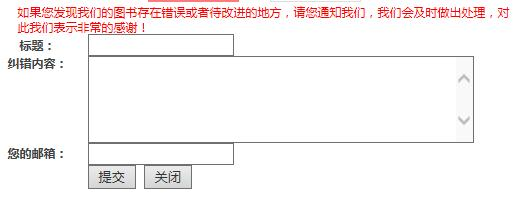 如果您发现我们的图书存在错误或者待改进的地方，请您通知我们，我们会及时做出处理，对
此我们表示非常的感谢！
标题：
纠错内容：
您的邮箱：
提交 关闭